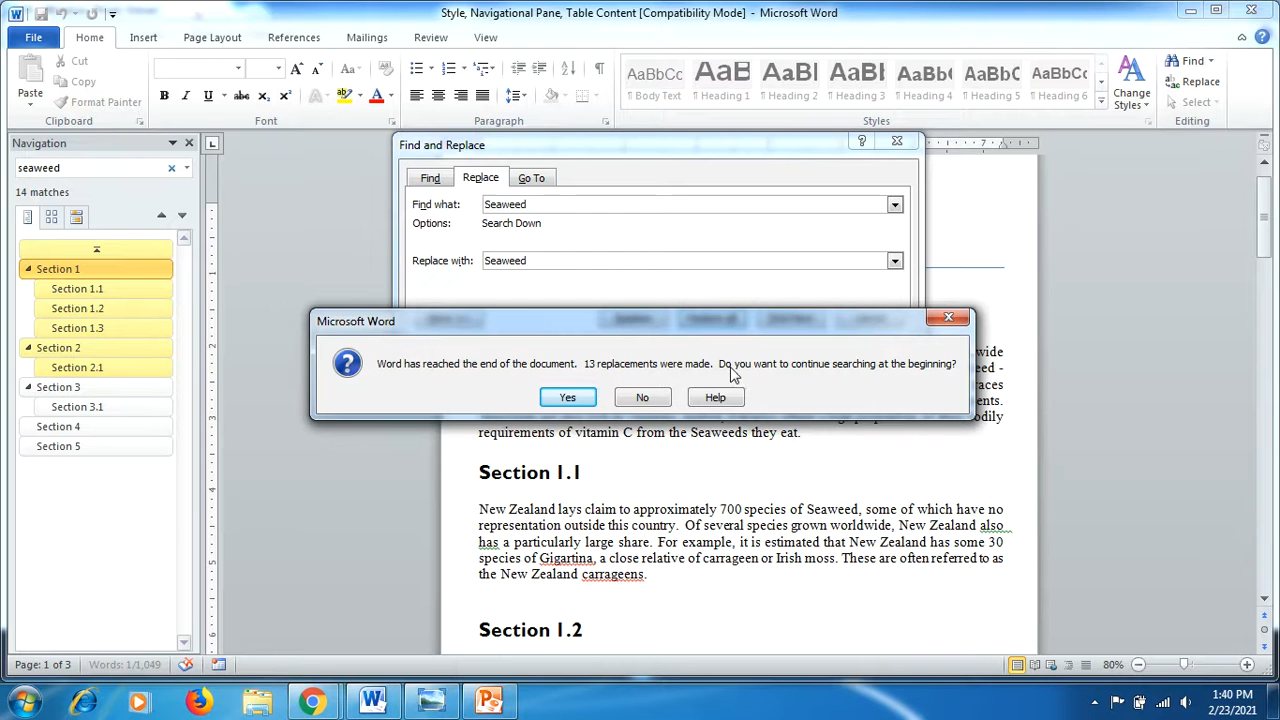 Style, Navigational Pane, Table Content [Compatibility Mode] - Microsoft Word
File Home Insert Page Layout References Mailings Review View
Paste
Cut
Copy
Format Painter
Clipboard
Font
Paragraph
AaBbCc
¶ Body Text
AaB
Heading 1
AaBl
¶ Heading 2
AaBb(
¶ Heading 3
AaBbCc
¶ Heading 4
AaBbCc
¶ Heading 5
AaBbCc
¶ Heading 6
Change
Styles
Styles
Find
Replace
Select
Editing
Navigation
seaweed
14 matches
Section 1
Section 1.1
Section 1.2
Section 1.3
Section 2
Section 2.1
Section 3
Section 3.1
Section 4
Section 5
Find and Replace
Find Replace Go To
Find what: Seaweed
Options: Search Down
Replace with: Seaweed
Microsoft Word
Word has reached the end of the document. 13 replacements were made. Do you want to continue searching at the beginning?
Yes No Help
wide
eed -
races
nts.
odily
requirements of vitamin C from the Seaweeds they eat.
Section 1.1
New Zealand lays claim to approximately 700 species of Seaweed, some of which have no
representation outside this country. Of several species grown worldwide, New Zealand also
has a particularly large share. For example, it is estimated that New Zealand has some 30
species of Gigartina, a close relative of carrageen or Irish moss. These are often referred to as
the New Zealand carrageens.
Section 1.2
Page: 1 of 3 Words: 1/1,049 80%
1:40 PM
2/23/2021